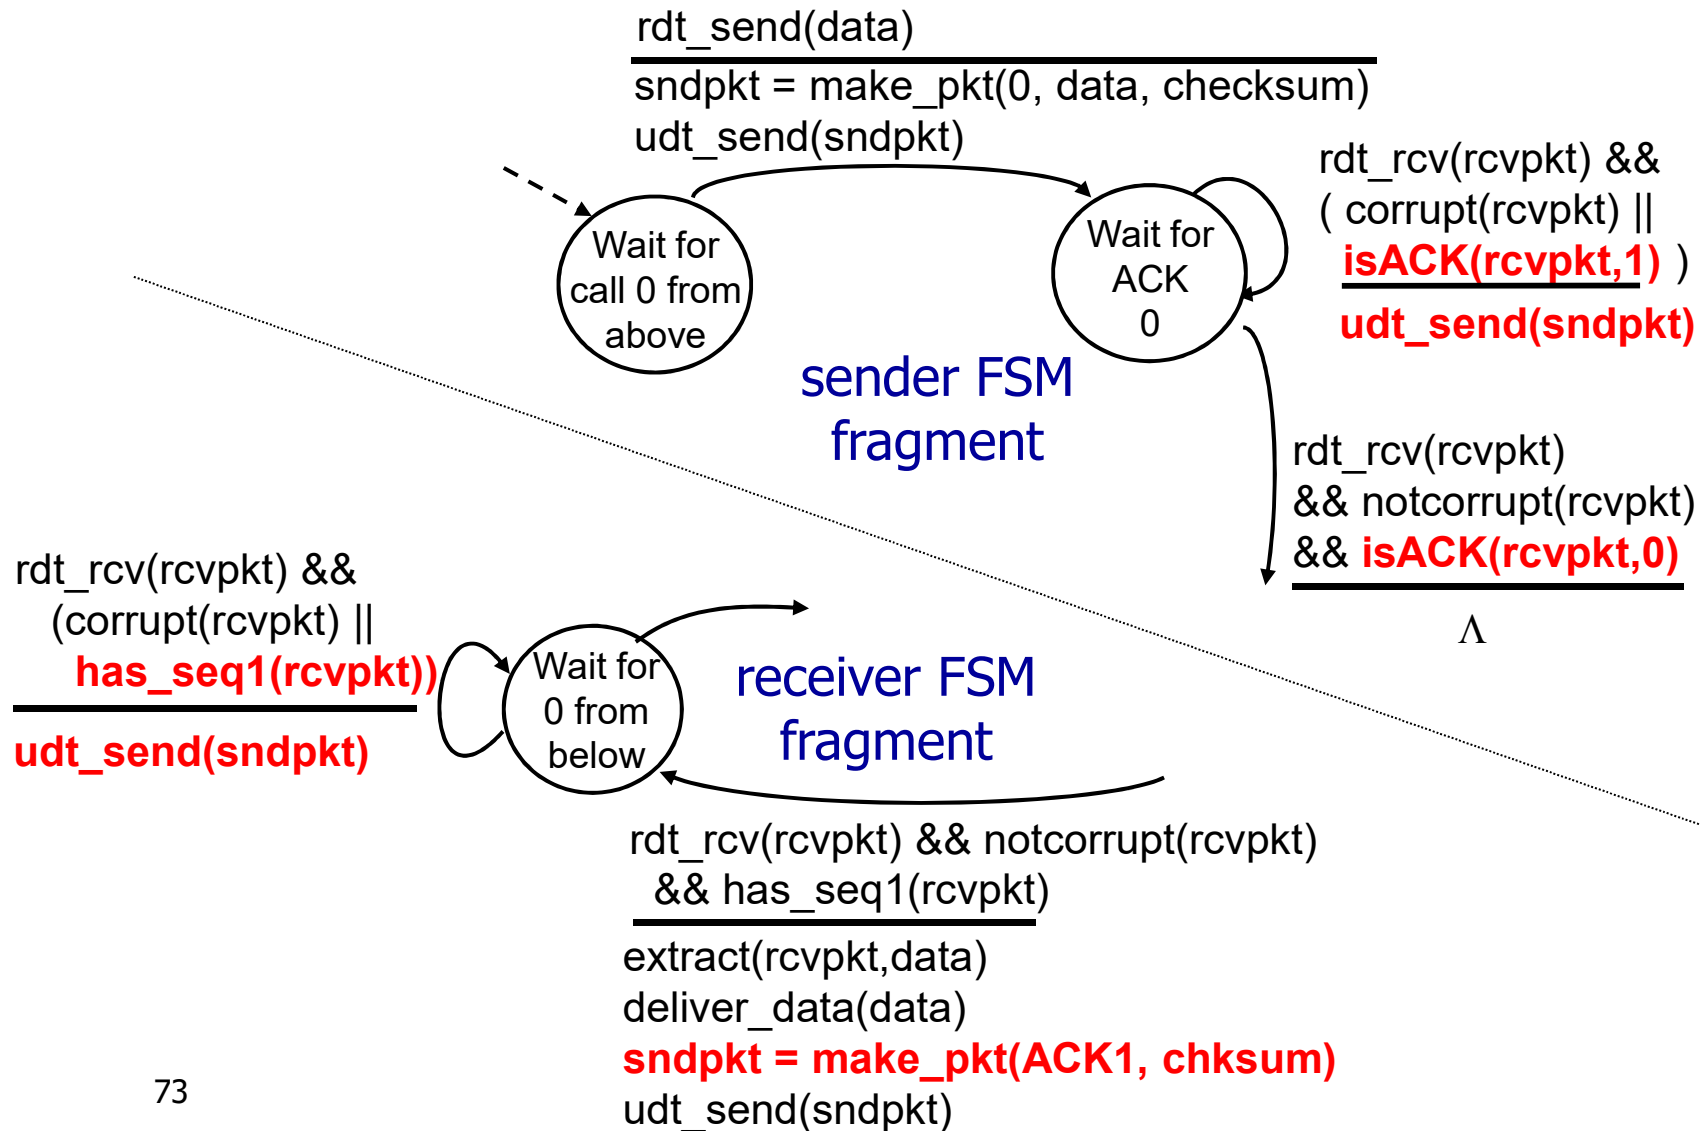 rdt_send(data)
sndpkt = make_pkt(0, data, checksum)
udt_send(sndpkt)
rdt_rcv(rcvpkt) &&
( corrupt(rcvpkt) ||
isACK(rcvpkt,1) )
udt_send(sndpkt)
Wait for
call 0 from
above
Wait for
ACK
0
sender FSM
fragment
rdt_rcv(rcvpkt)
&& notcorrupt(rcvpkt)
&& isACK(rcvpkt,0)
Λ
rdt_rcv(rcvpkt) &&
(corrupt(rcvpkt) ||
has_seq1(rcvpkt))
udt_send(sndpkt)
Wait for
0 from
below
receiver FSM
fragment
rdt_rcv(rcvpkt) && notcorrupt(rcvpkt)
&& has_seq1(rcvpkt)
extract(rcvpkt,data)
deliver_data(data)
sndpkt = make_pkt(ACK1, chksum)
udt_send(sndpkt)
73